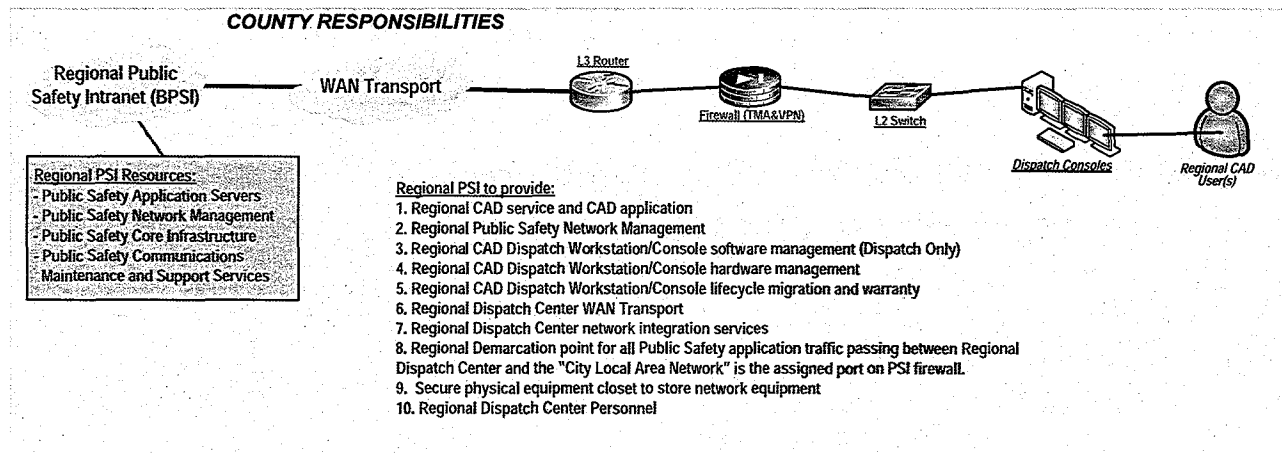 COUNTY RESPONSIBILITIES
Regional Public
Safety Intranet (BPSI)
WAN Transport
L3 Router
Firewall (TMA&VPN)
L2 Switch
Dispatch Consoles
Regional CAD
User(s)
Regional PSI Resources:
- Public Safety Application Servers
- Public Safety Network Management
- Public Safety Core Infrastructure
- Public Safety Communications
Maintenance and Support Services
Regional PSI to provide:
1. Regional CAD service and CAD application
2. Regional Public Safety Network Management
3. Regional CAD Dispatch Workstation/Console software management (Dispatch Only)
4. Regional CAD Dispatch Workstation/Console hardware management
5. Regional CAD Dispatch Workstation/Console lifecycle migration and warranty
6. Regional Dispatch Center WAN Transport
7. Regional Dispatch Center network integration services
8. Regional Demarcation point for all Public Safety application traffic passing between Regional
Dispatch Center and the "City Local Area Network" is the assigned port on PSI firewall.
9. Secure physical equipment closet to store network equipment
10. Regional Dispatch Center Personnel